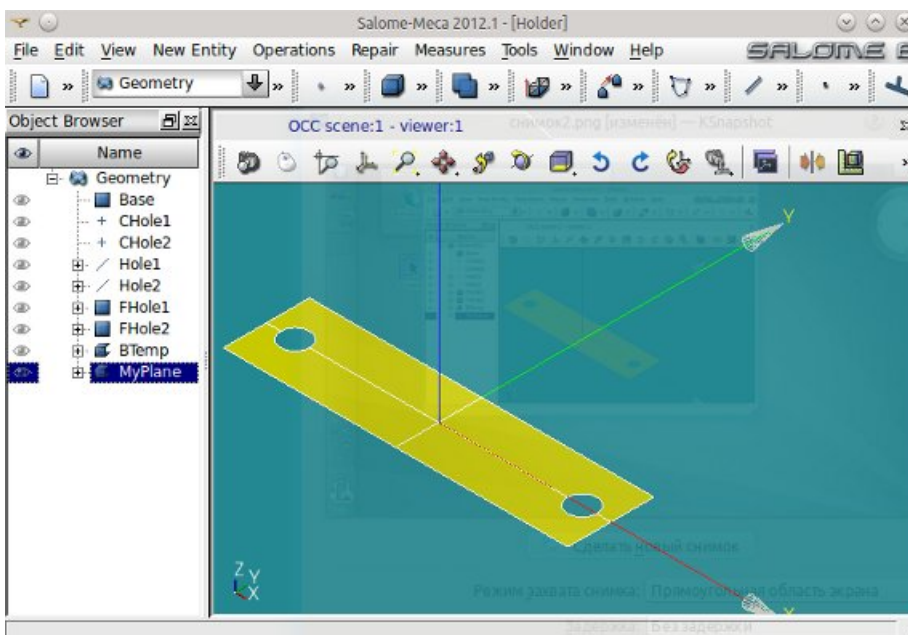 Salome-Meca 2012.1 - [Holder]
File Edit View New Entity Operations Repair Measures Tools Window Help SALOME
Geometry
Object Browser
OCC scene:1 - viewer:1
снимок2.png [изменён] — KSnapshot
Name
Geometry
Base
CHole1
CHole2
Hole1
Hole2
FHole1
FHole2
BTemp
MyPlane
Y
Z
Y
X
Сделать новый снимок
Режим захвата снимка: Прямоугольная область экрана
Задержка: Без задержки